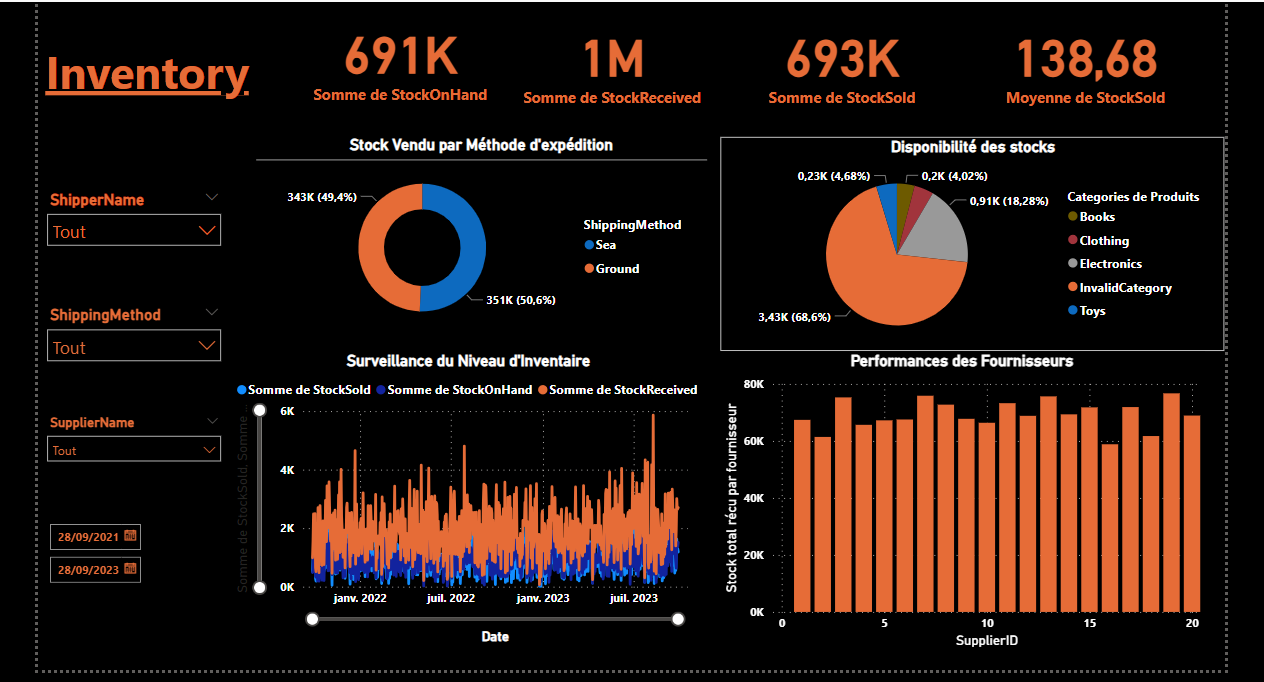 Inventory
691K
Somme de StockOnHand
1M
Somme de StockReceived
693K
Somme de StockSold
138,68
Moyenne de StockSold
ShipperName
Tout
ShippingMethod
Tout
SupplierName
Tout
28/09/2021
28/09/2023
Stock Vendu par Méthode d'expédition
343K (49,4%)
351K (50,6%)
ShippingMethod
Sea
Ground
Disponibilité des stocks
0,23K (4,68%)
0,2K (4,02%)
0,91K (18,28%)
3,43K (68,6%)
Categories de Produits
Books
Clothing
Electronics
InvalidCategory
Toys
Surveillance du Niveau d'Inventaire
Somme de StockSold Somme de StockOnHand Somme de StockReceived
Somme de StockSold, Somme...
6K
4K
2K
0K
janv. 2022 juil. 2022 janv. 2023 juil. 2023
Date
Performances des Fournisseurs
Stock total récu par fournisseur
80K
60K
40K
20K
0K
0 5 10 15 20
SupplierID